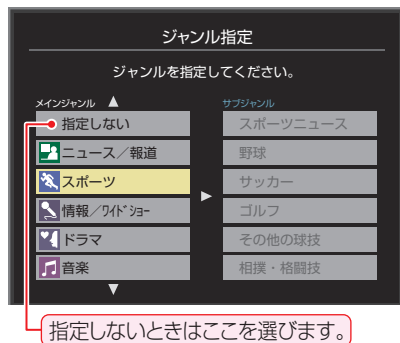 ジャンル指定
ジャンルを指定してください。
メインジャンル
サブジャンル
指定しない
スポーツニュース
ニュース／報道
野球
スポーツ
サッカー
情報／ワイドショー
ゴルフ
ドラマ
その他の球技
音楽
相撲・格闘技
指定しないときはここを選びます。